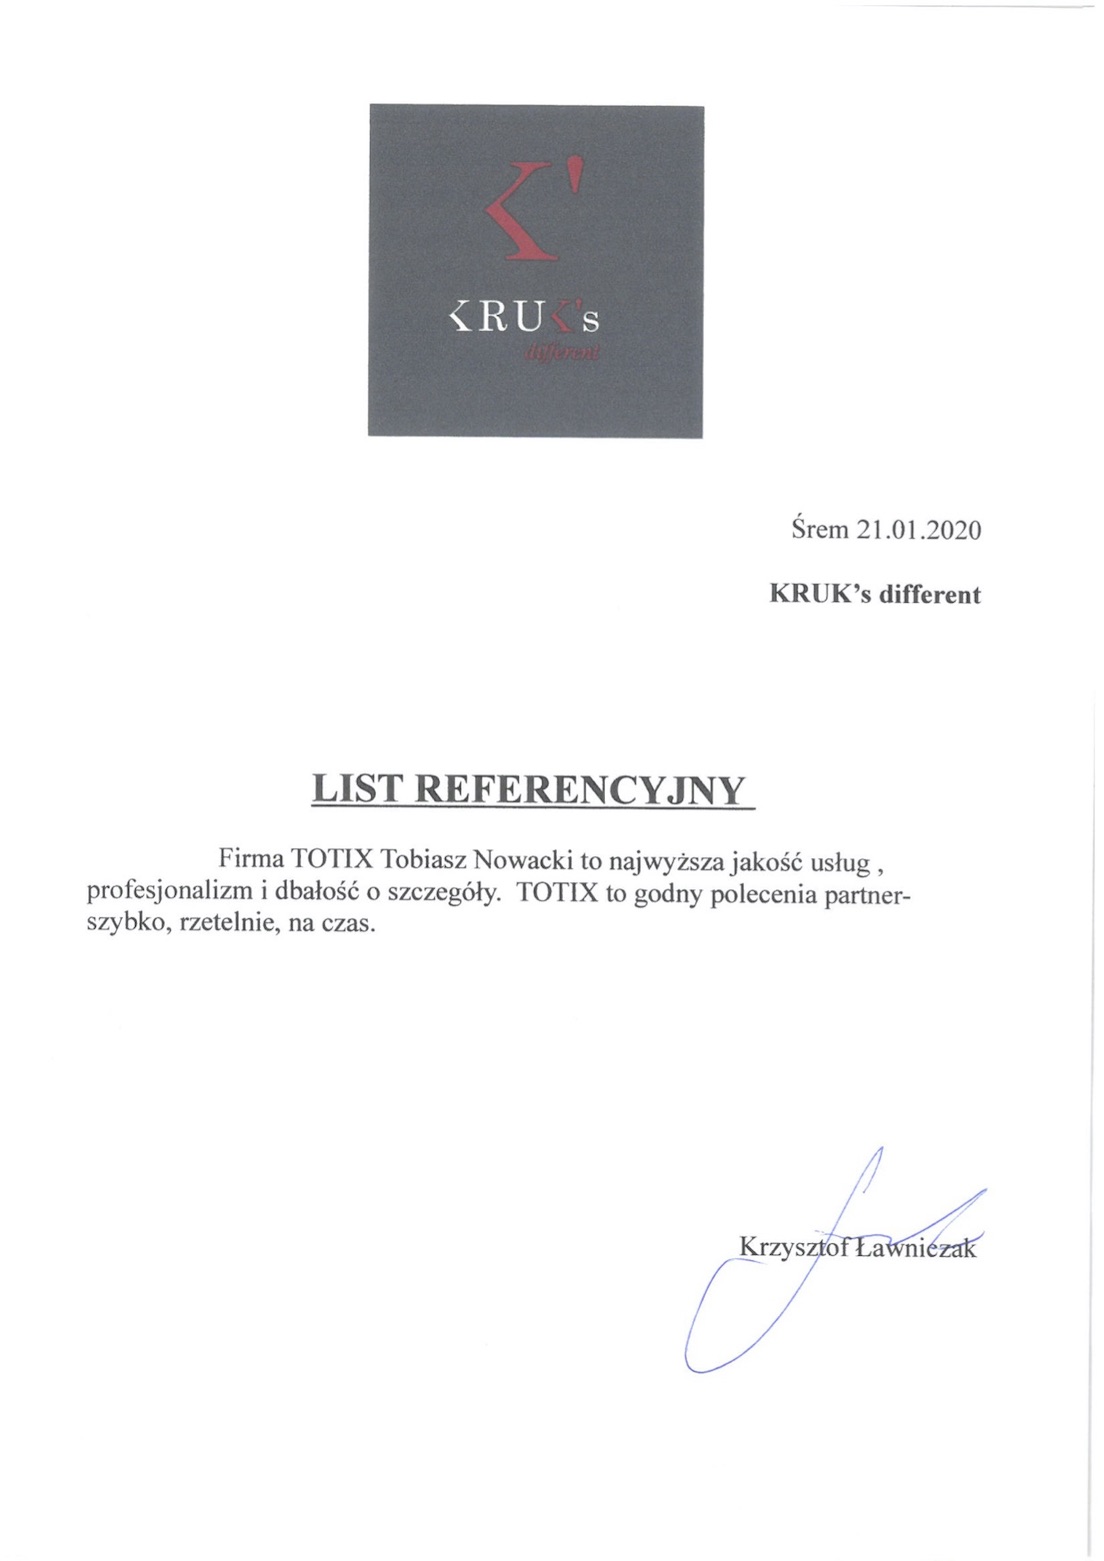 K'
KRUK's
different
Śrem 21.01.2020
KRUK's different
LIST REFERENCYJNY
Firma TOTIX Tobiasz Nowacki to najwyższa jakość usług ,
profesjonalizm i dbałość o szczegóły. TOTIX to godny polecenia partner-
szybko, rzetelnie, na czas.
Krzysztof Ławniczak